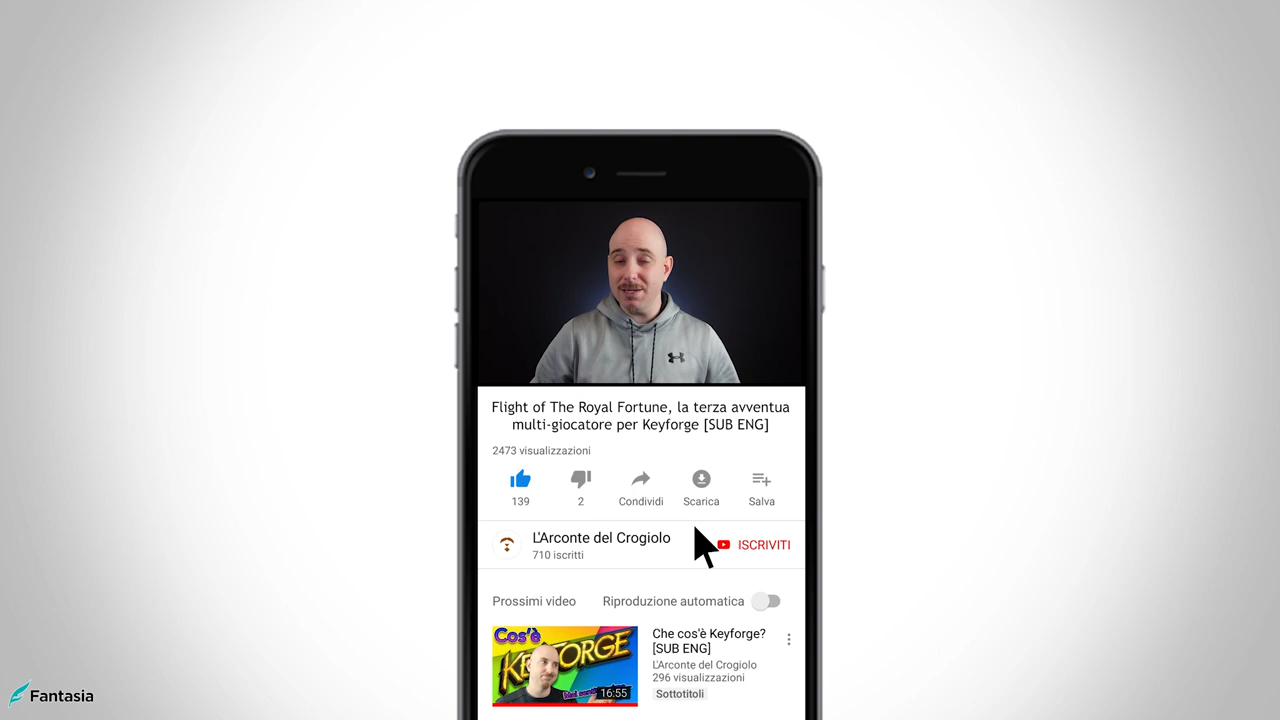 Flight of The Royal Fortune, la terza avventua
multi-giocatore per Keyforge [SUB ENG]
2473 visualizzazioni
139
2
Condividi
Scarica
Salva
L'Arconte del Crogiolo
710 iscritti
ISCRIVITI
Prossimi video
Riproduzione automatica
Cos'è
KEYFORGE
16:55
Che cos'è Keyforge?
[SUB ENG]
L'Arconte del Crogiolo
296 visualizzazioni
Sottotitoli
Fantasia